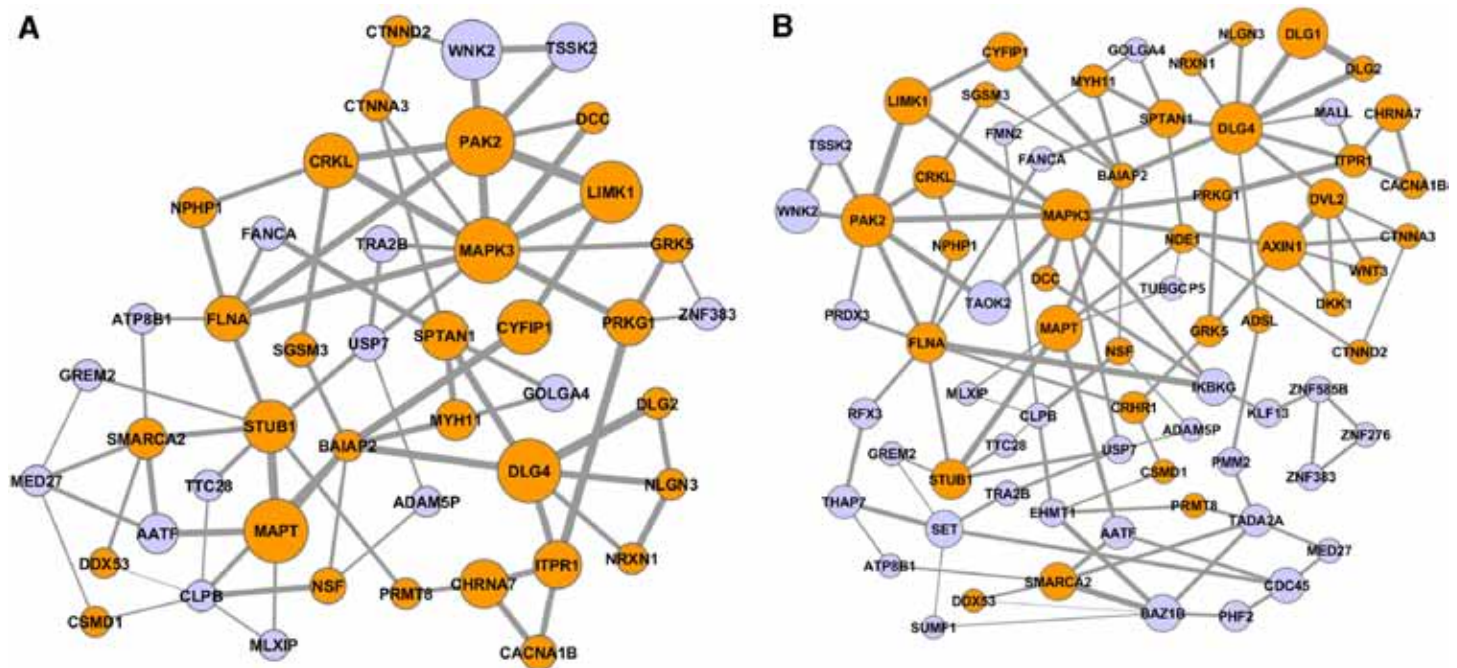 A
CTNND2
WNK2
TSSK2
CTNNA3
DCC
PAK2
CRKL
LIMK1
NPHP1
FANCA
TRA2B
MAPK3
GRK5
ATP8B1
FLNA
ZNF383
SPTAN1
CYFIP1
PRKG1
SGSM3
USP7
GREM2
GOLGA4
DLG2
STUB1
MYH11
SMARCA2
BAIAP2
DLG4
NLGN3
MED27
TTC28
ADAM5P
AATF
MAPT
NRXN1
DDX53
ITPR1
CLPB
NSF
PRMT8
CHRNA7
CSMD1
MLXIP
CACNA1B
B
NLGN3
DLG1
CYFIP1
GOLGA4
NRXN1
DLG2
MYH11
LIMK1
SGSM3
SPTAN1
DLG4
MALL
CHRNA7
FMN2
TSSK2
FANCA
ITPR1
CRKL
BAIAP2
CACNA1B
PRKG1
DVL2
WNK2
PAK2
MAPK3
NPHP1
NDE1
AXIN1
CTNNA3
DCC
WNT3
TAOK2
TUBGCP5
DKK1
PRDX3
MAPT
GRK5
ADSL
FLNA
NSF
CTNND2
IKBKG
MLXIP
ZNF585B
RFX3
CLPB
CRHR1
KLF13
ADAM5P
ZNF276
GREM2
TTC28
USP7
STUB1
CSMD1
PMM2
ZNF383
TRA2B
THAP7
PRMT8
SET
EHMT1
TADA2A
AATF
MED27
ATP8B1
SMARCA2
CDC45
DDX53
BAZ1B
PHF2
SUMF1